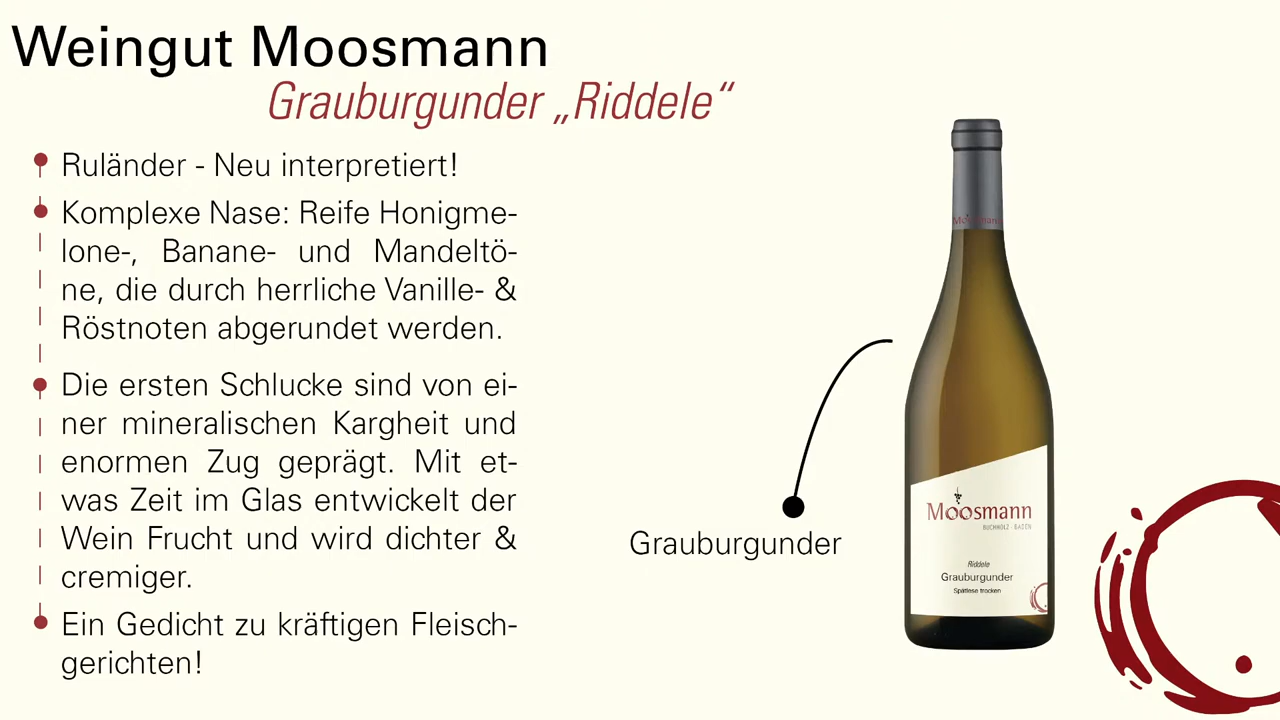 Weingut Moosmann
Grauburgunder „Riddele“
Ruländer - Neu interpretiert!
Komplexe Nase: Reife Honigme-
lone-, Banane- und Mandeltö-
ne, die durch herrliche Vanille- &
Röstnoten abgerundet werden.
Die ersten Schlucke sind von ei-
ner mineralischen Kargheit und
enormen Zug geprägt. Mit et-
was Zeit im Glas entwickelt der
Wein Frucht und wird dichter &
cremiger.
Ein Gedicht zu kräftigen Fleisch-
gerichten!
Grauburgunder
Moosmann
Moosmann
BUCHHOLZ · BADEN
Riddele
Grauburgunder
Spätlese trocken